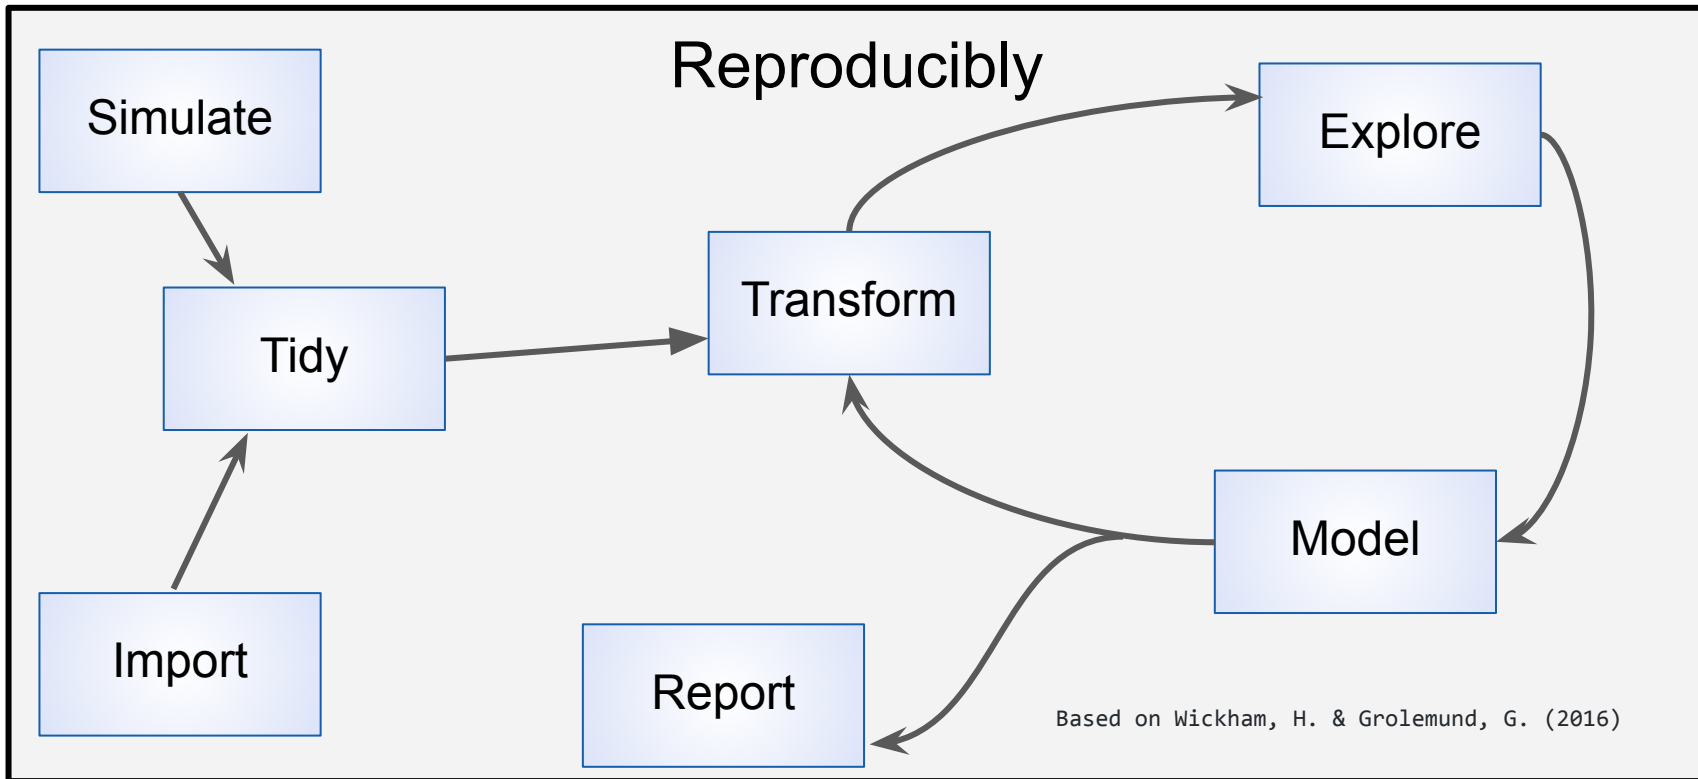 Reproducibly
Simulate
Explore
Transform
Tidy
Model
Import
Report
Based on Wickham, H. & Grolemund, G. (2016)